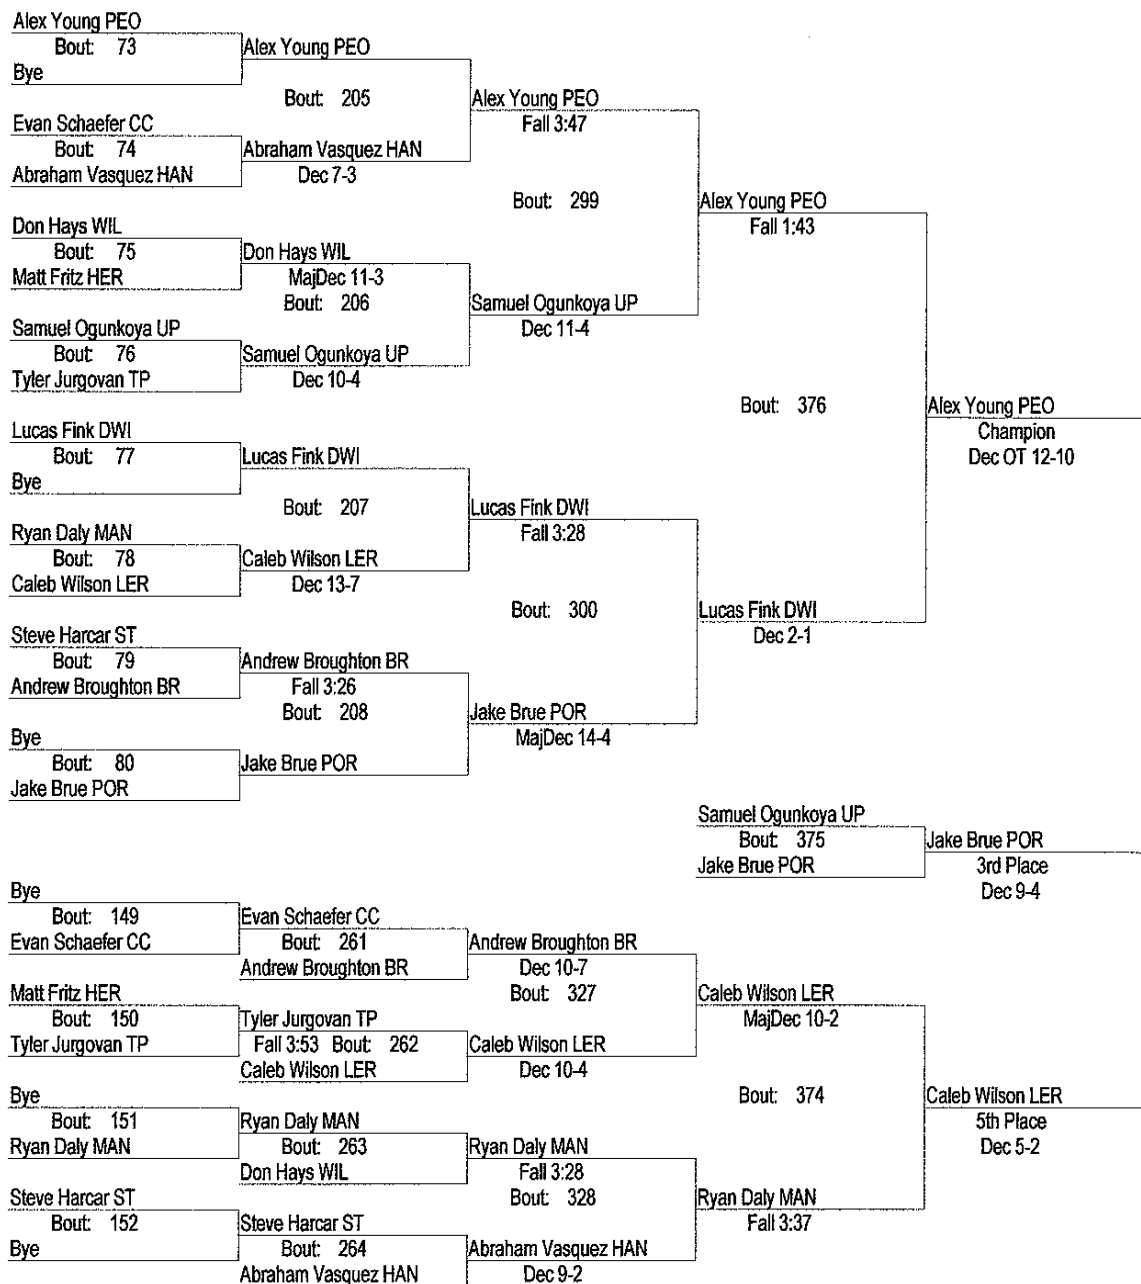 Alex Young PEO
Bout: 73
Bye
Alex Young PEO
Bout: 205
Evan Schaefer CC
Bout: 74
Abraham Vasquez HAN
Abraham Vasquez HAN
Dec 7-3
Alex Young PEO
Fall 3:47
Bout: 299
Don Hays WIL
Bout: 75
Matt Fritz HER
Don Hays WIL
MajDec 11-3
Bout: 206
Samuel Ogunkoya UP
Bout: 76
Tyler Jurgovan TP
Samuel Ogunkoya UP
Dec 10-4
Samuel Ogunkoya UP
Dec 11-4
Alex Young PEO
Fall 1:43
Bout: 376
Lucas Fink DWI
Bout: 77
Bye
Lucas Fink DWI
Bout: 207
Ryan Daly MAN
Bout: 78
Caleb Wilson LER
Caleb Wilson LER
Dec 13-7
Lucas Fink DWI
Fall 3:28
Bout: 300
Steve Harcar ST
Bout: 79
Andrew Broughton BR
Andrew Broughton BR
Fall 3:26
Bout: 208
Bye
Bout: 80
Jake Brue POR
Jake Brue POR
Jake Brue POR
MajDec 14-4
Lucas Fink DWI
Dec 2-1
Alex Young PEO
Champion
Dec OT 12-10
Samuel Ogunkoya UP
Bout: 375
Jake Brue POR
Jake Brue POR
3rd Place
Dec 9-4
Bye
Bout: 149
Evan Schaefer CC
Evan Schaefer CC
Bout: 261
Andrew Broughton BR
Andrew Broughton BR
Dec 10-7
Bout: 327
Matt Fritz HER
Bout: 150
Tyler Jurgovan TP
Tyler Jurgovan TP
Fall 3:53 Bout: 262
Caleb Wilson LER
Caleb Wilson LER
Dec 10-4
Caleb Wilson LER
MajDec 10-2
Bout: 374
Bye
Bout: 151
Ryan Daly MAN
Ryan Daly MAN
Bout: 263
Don Hays WIL
Ryan Daly MAN
Fall 3:28
Bout: 328
Steve Harcar ST
Bout: 152
Bye
Steve Harcar ST
Bout: 264
Abraham Vasquez HAN
Abraham Vasquez HAN
Dec 9-2
Ryan Daly MAN
Fall 3:37
Caleb Wilson LER
5th Place
Dec 5-2